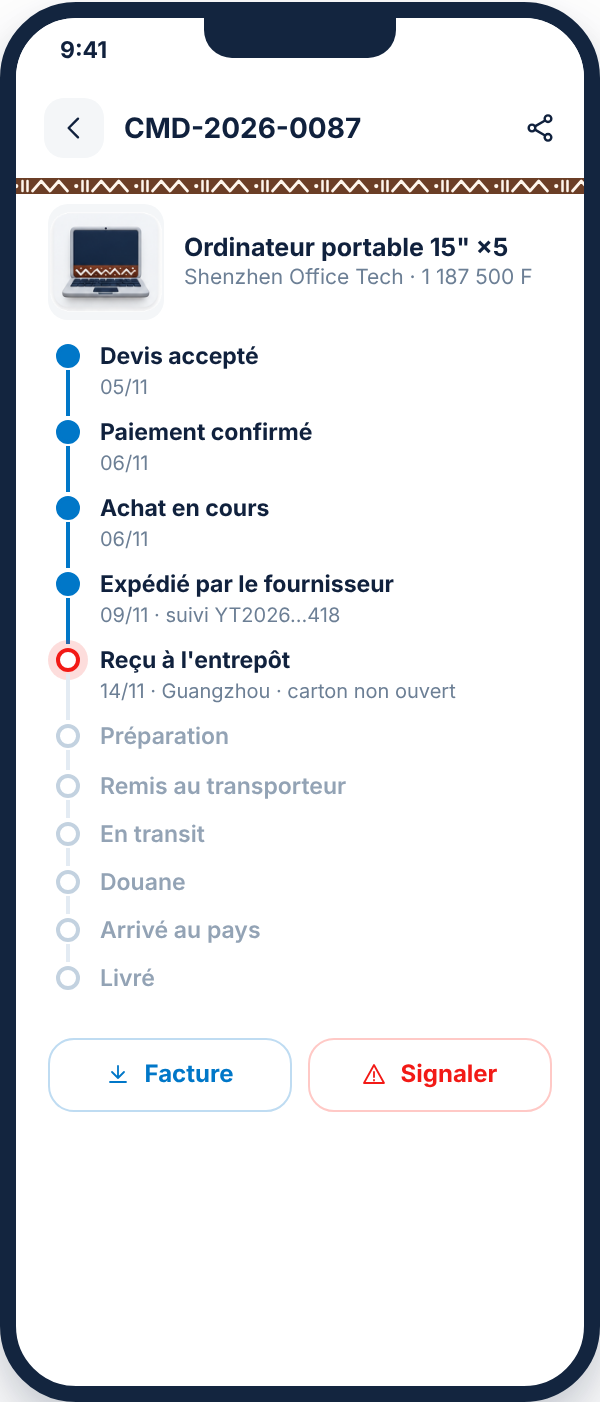 9:41
CMD-2026-0087
Ordinateur portable 15" ×5
Shenzhen Office Tech · 1 187 500 F
Devis accepté
05/11
Paiement confirmé
06/11
Achat en cours
06/11
Expédié par le fournisseur
09/11 · suivi YT2026…418
Reçu à l'entrepôt
14/11 · Guangzhou · carton non ouvert
Préparation
Remis au transporteur
En transit
Douane
Arrivé au pays
Livré
Facture
Signaler